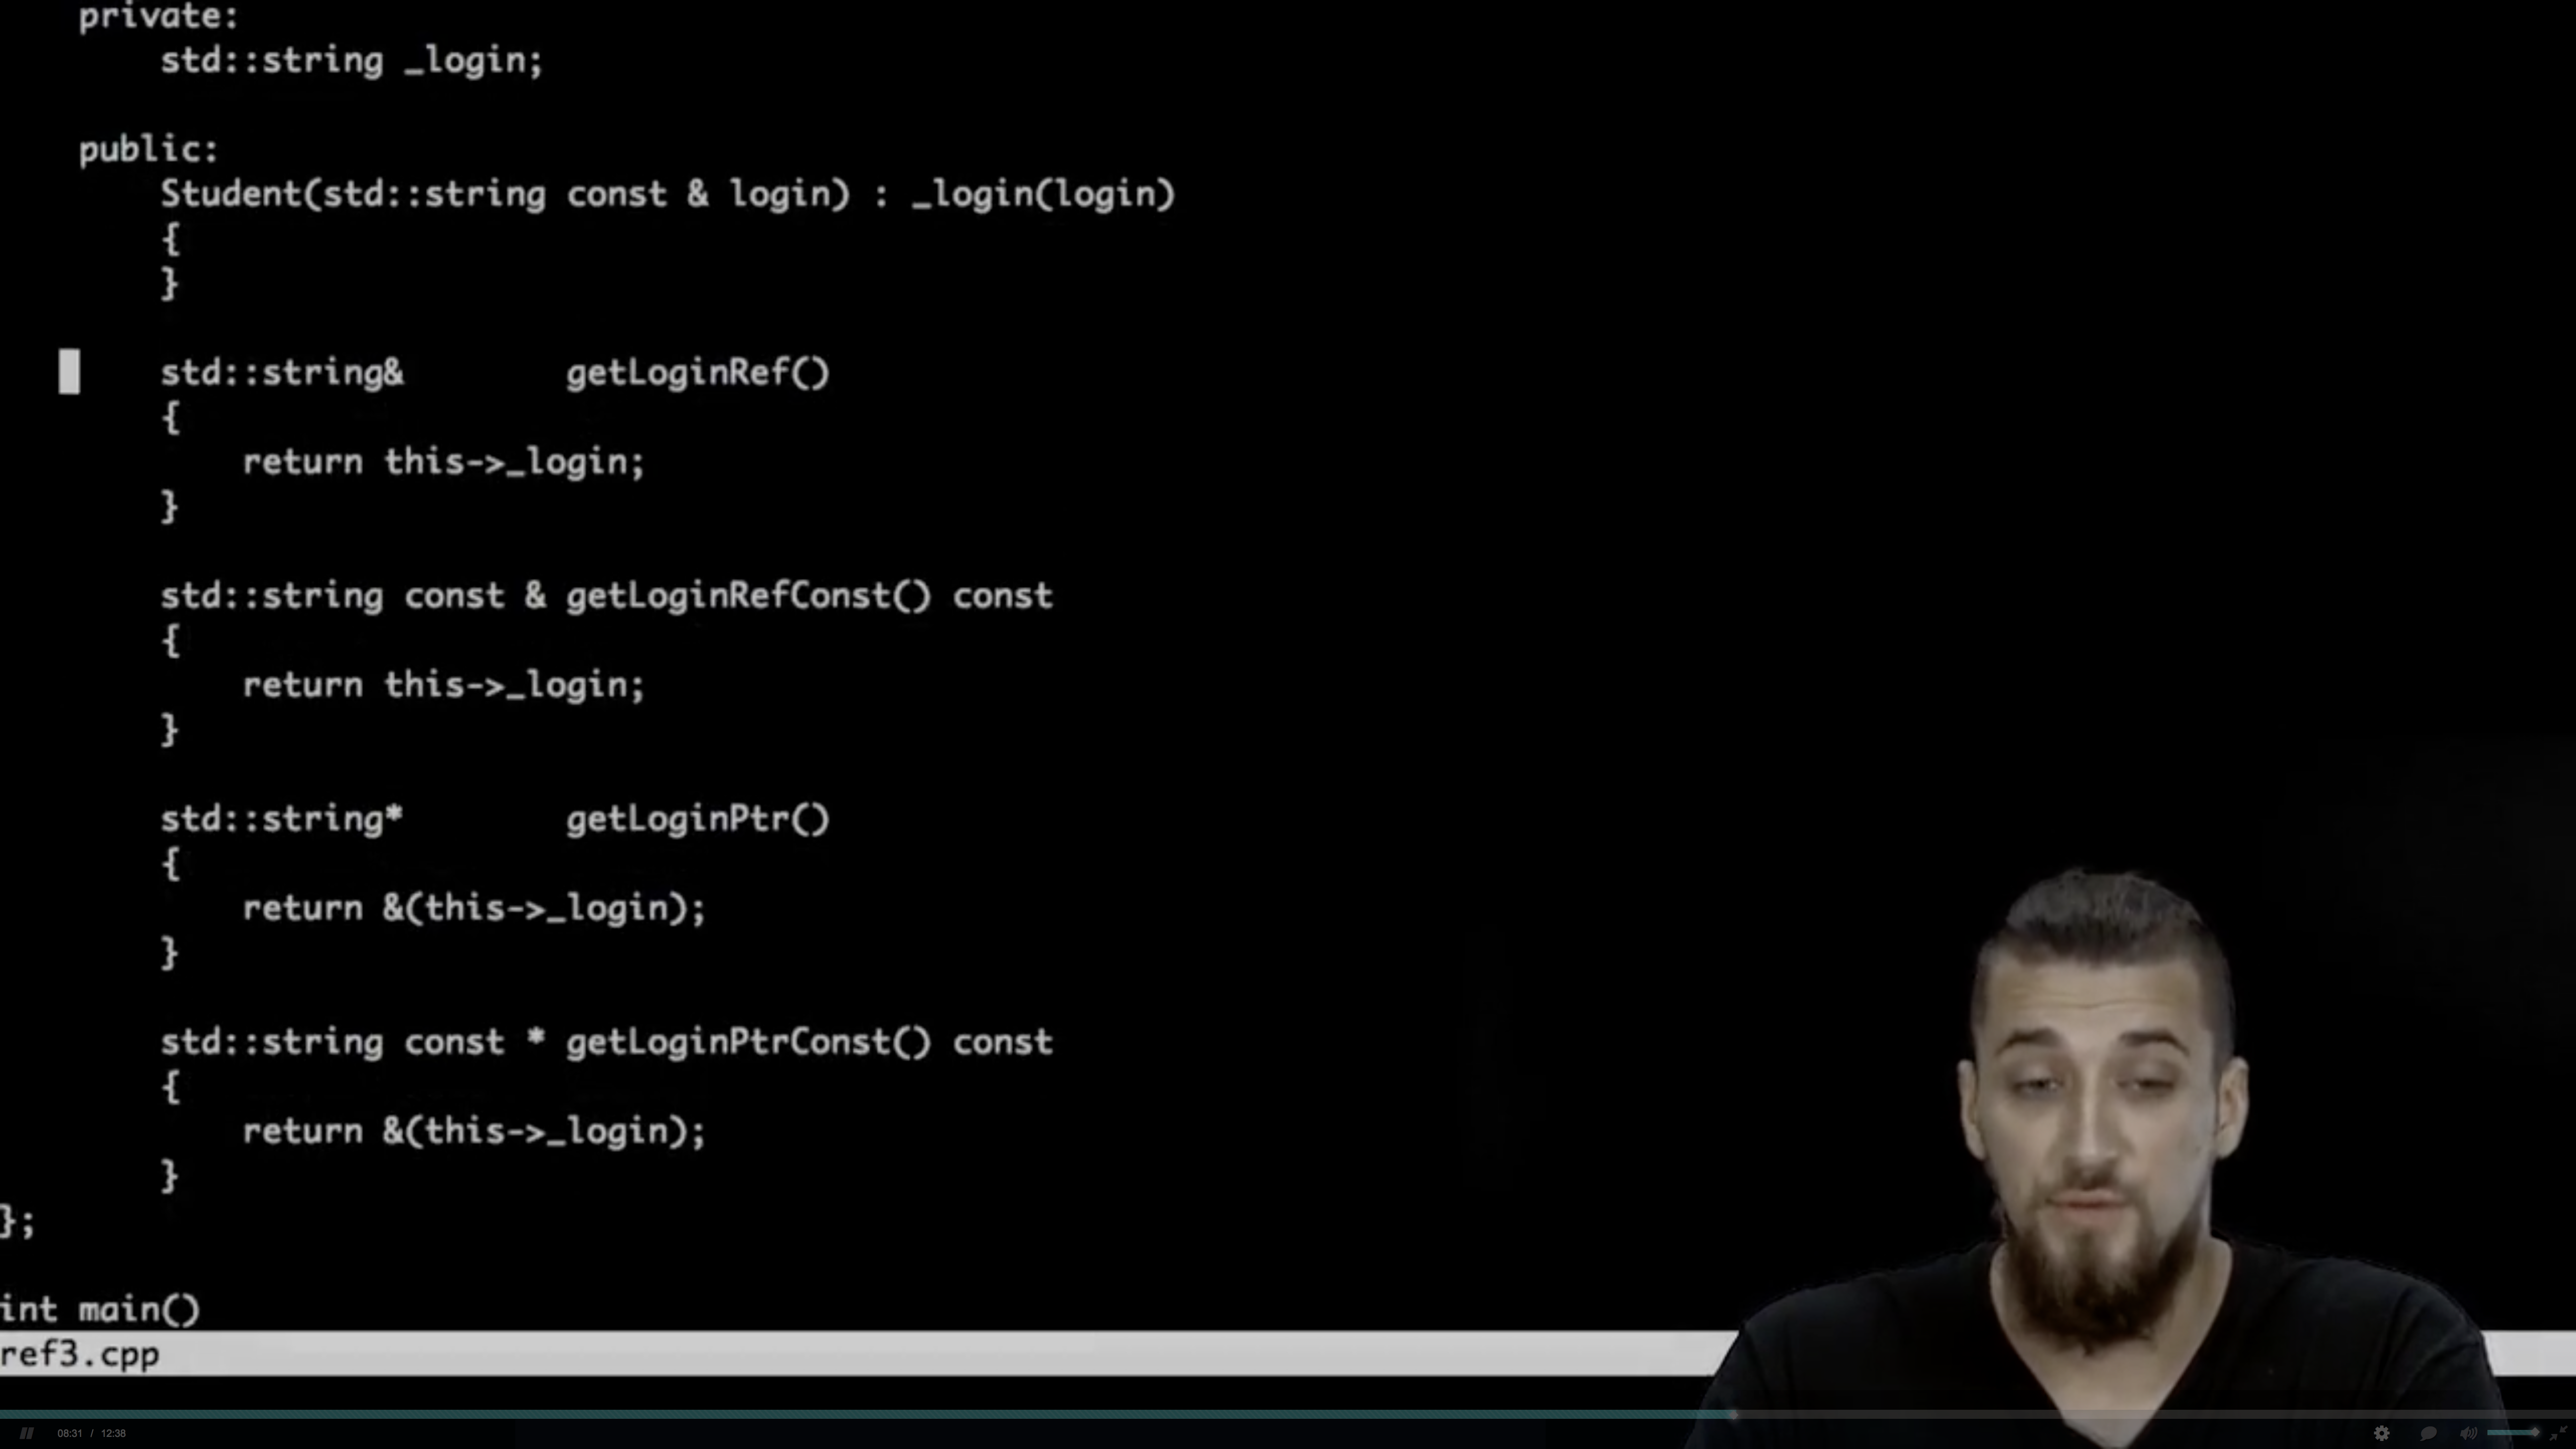 private:
std::string _login;
public:
Student(std::string const & login) : _login(login)
{
}
std::string&        getLoginRef()
{
return this->_login;
}
std::string const & getLoginRefConst() const
{
return this->_login;
}
std::string*        getLoginPtr()
{
return &(this->_login);
}
std::string const * getLoginPtrConst() const
{
return &(this->_login);
}
};
int main()
ref3.cpp
08:31 / 12:38